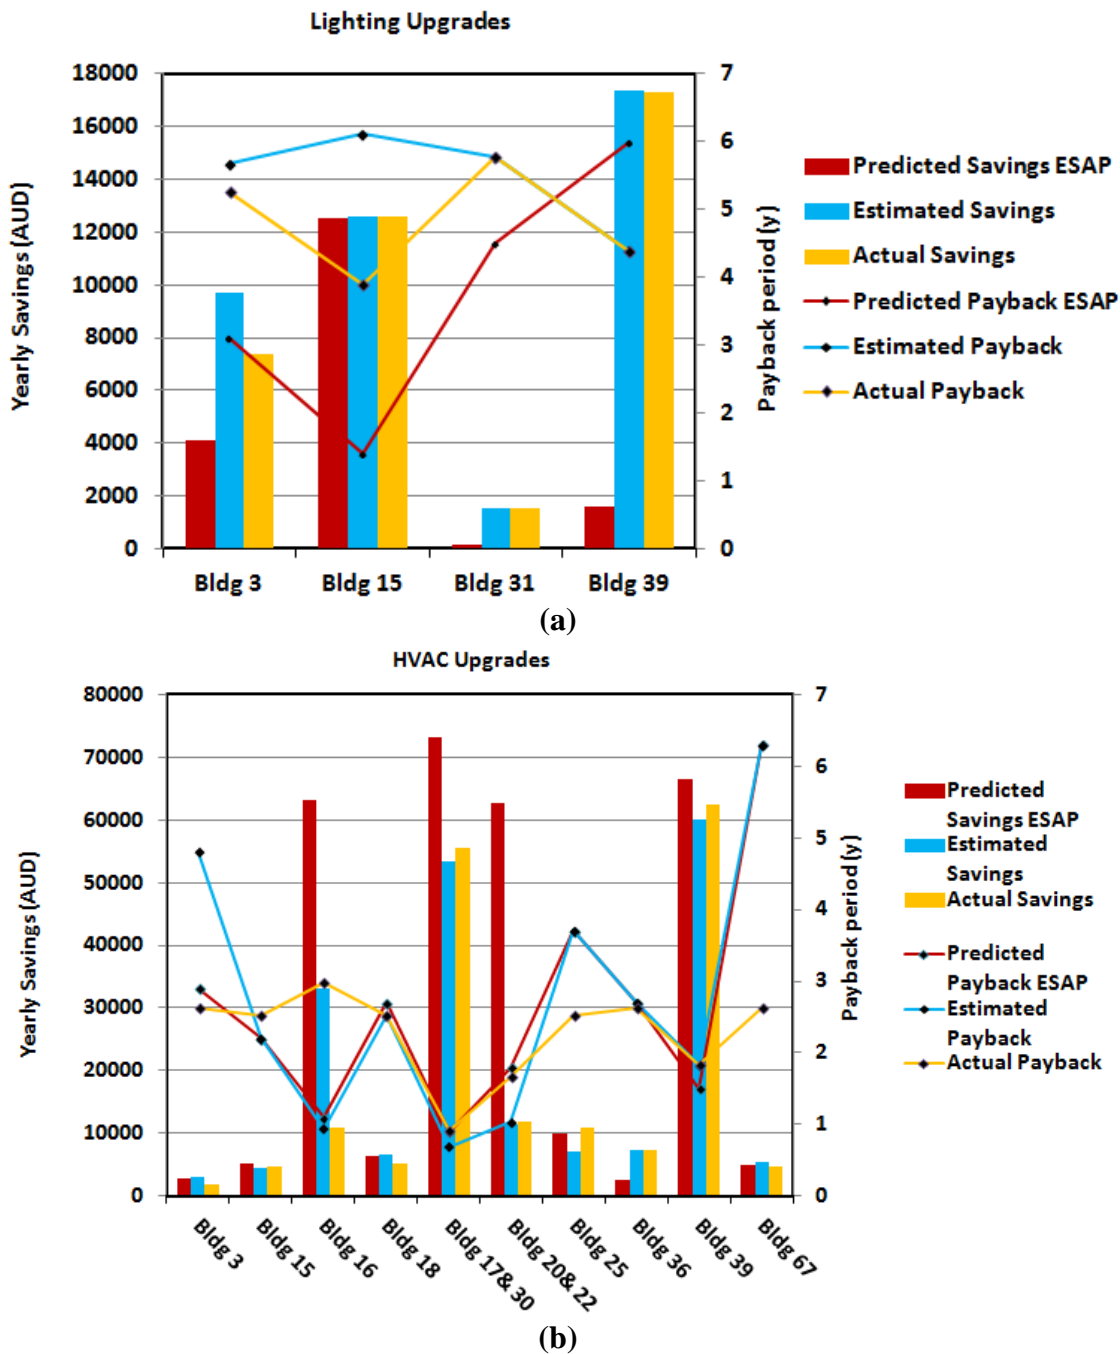 Lighting Upgrades
18000
16000
14000
12000
10000
8000
6000
4000
2000
0
Yearly Savings (AUD)
7
6
5
4
3
2
1
0
Payback period (y)
Bldg 3
Bldg 15
Bldg 31
Bldg 39
Predicted Savings ESAP
Estimated Savings
Actual Savings
Predicted Payback ESAP
Estimated Payback
Actual Payback
(a)
HVAC Upgrades
80000
70000
60000
50000
40000
30000
20000
10000
0
Yearly Savings (AUD)
7
6
5
4
3
2
1
0
Payback period (y)
Bldg 3
Bldg 15
Bldg 16
Bldg 18
Bldg 17& 30
Bldg 20& 22
Bldg 25
Bldg 36
Bldg 39
Bldg 67
Predicted
Savings ESAP
Estimated
Savings
Actual Savings
Predicted
Payback ESAP
Estimated
Payback
Actual Payback
(b)